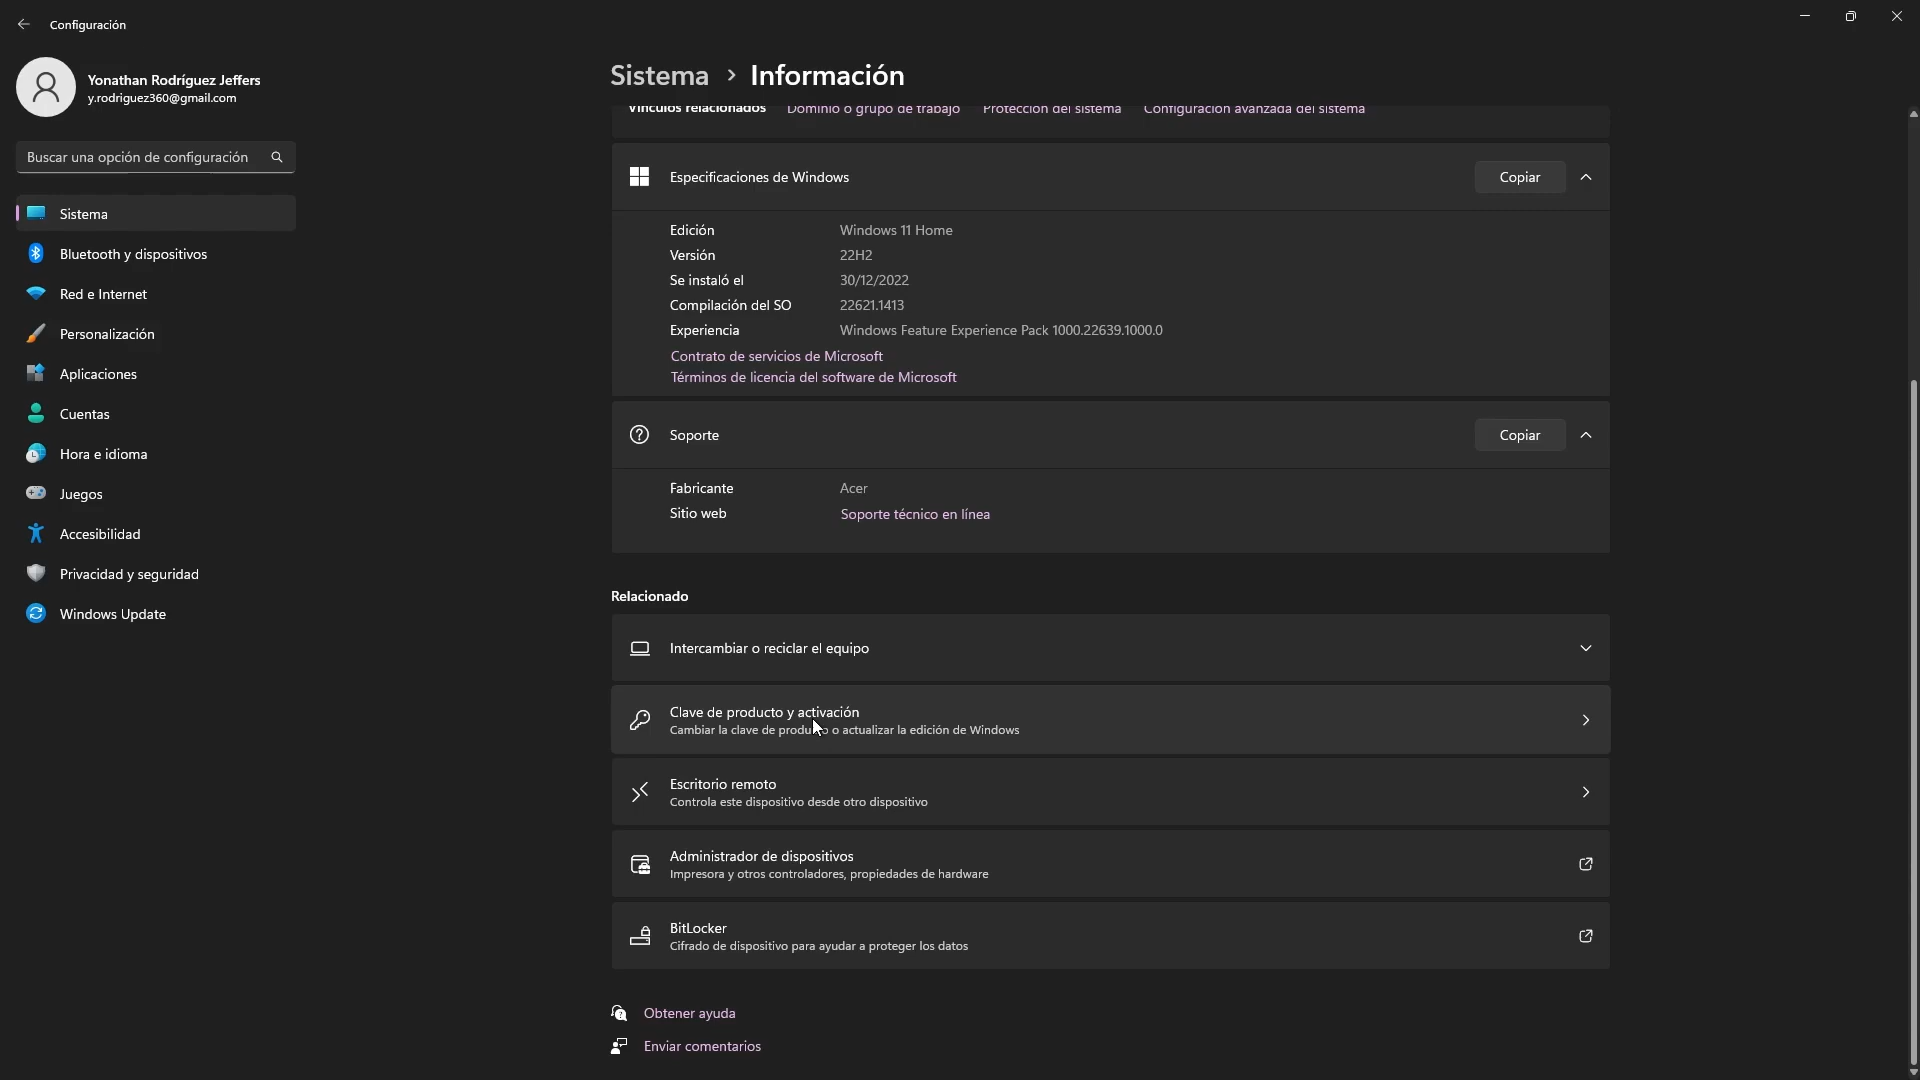 Configuración
Yonathan Rodríguez Jeffers
y.rodriguez360@gmail.com
Buscar una opción de configuración
Sistema
Bluetooth y dispositivos
Red e Internet
Personalización
Aplicaciones
Cuentas
Hora e idioma
Juegos
Accesibilidad
Privacidad y seguridad
Windows Update
Sistema › Información
Vínculos relacionados Dominio o grupo de trabajo Protección del sistema Configuración avanzada del sistema
Especificaciones de Windows Copiar
Edición Windows 11 Home
Versión 22H2
Se instaló el 30/12/2022
Compilación del SO 22621.1413
Experiencia Windows Feature Experience Pack 1000.22639.1000.0
Contrato de servicios de Microsoft
Términos de licencia del software de Microsoft
Soporte Copiar
Fabricante Acer
Sitio web Soporte técnico en línea
Relacionado
Intercambiar o reciclar el equipo
Clave de producto y activación
Cambiar la clave de producto o actualizar la edición de Windows
Escritorio remoto
Controla este dispositivo desde otro dispositivo
Administrador de dispositivos
Impresora y otros controladores, propiedades de hardware
BitLocker
Cifrado de dispositivo para ayudar a proteger los datos
Obtener ayuda
Enviar comentarios